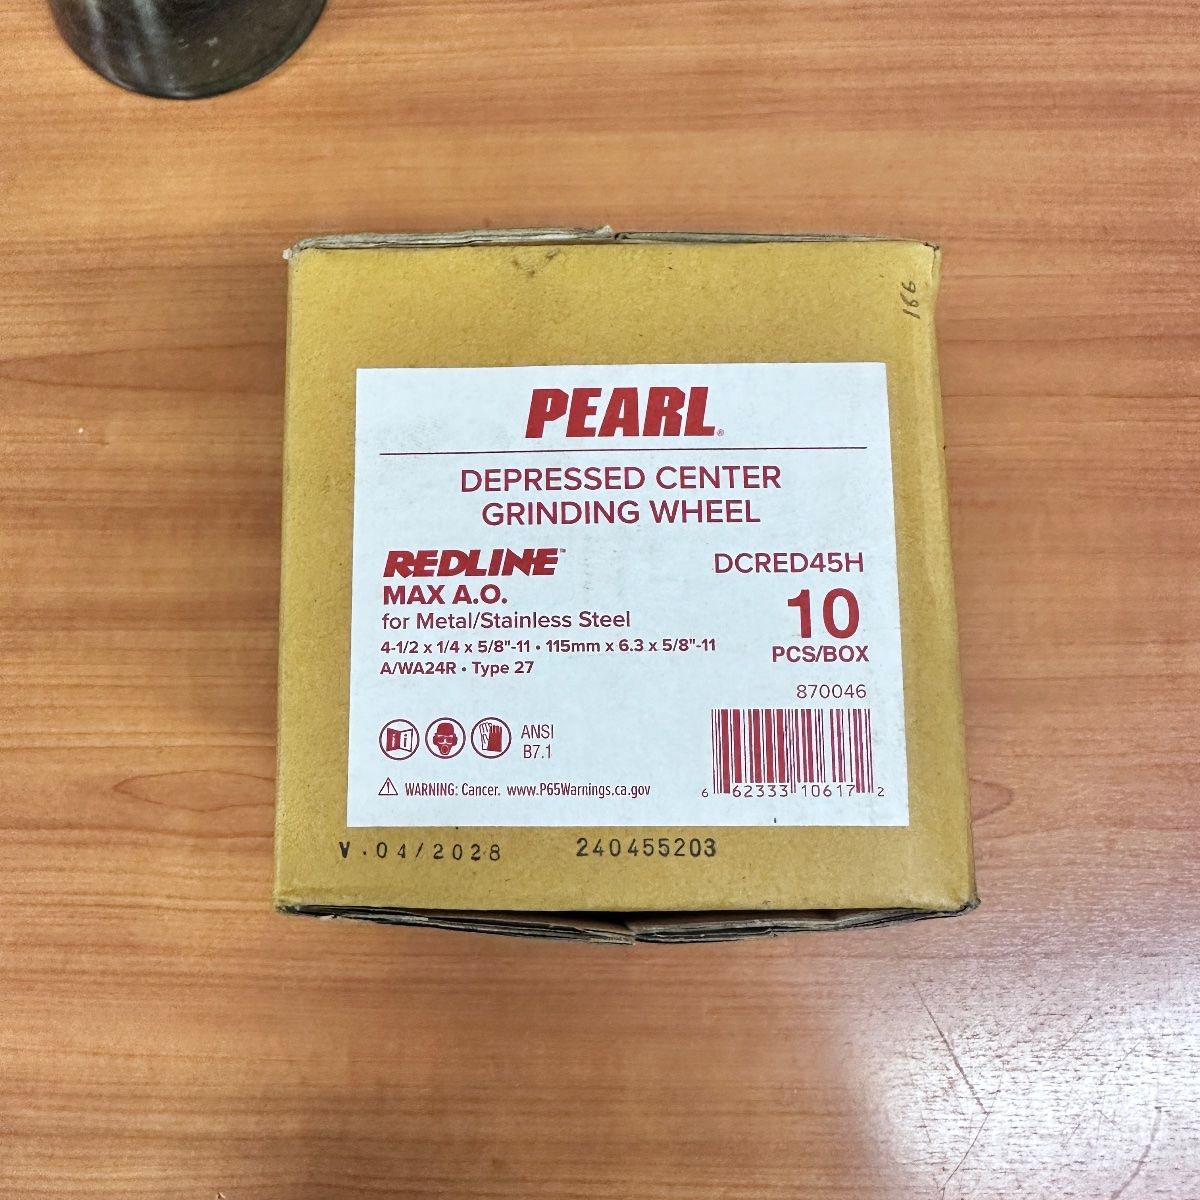 166
PEARL®
DEPRESSED CENTER
GRINDING WHEEL
REDLINE™
DCRED45H
MAX A.O.
for Metal/Stainless Steel
4-1/2 x 1/4 x 5/8"-11 • 115mm x 6.3 x 5/8"-11
A/WA24R • Type 27
10
PCS/BOX
870046
ANSI
B7.1
WARNING: Cancer. www.P65Warnings.ca.gov
6 62333 10617 2
V.04/2028 240455203